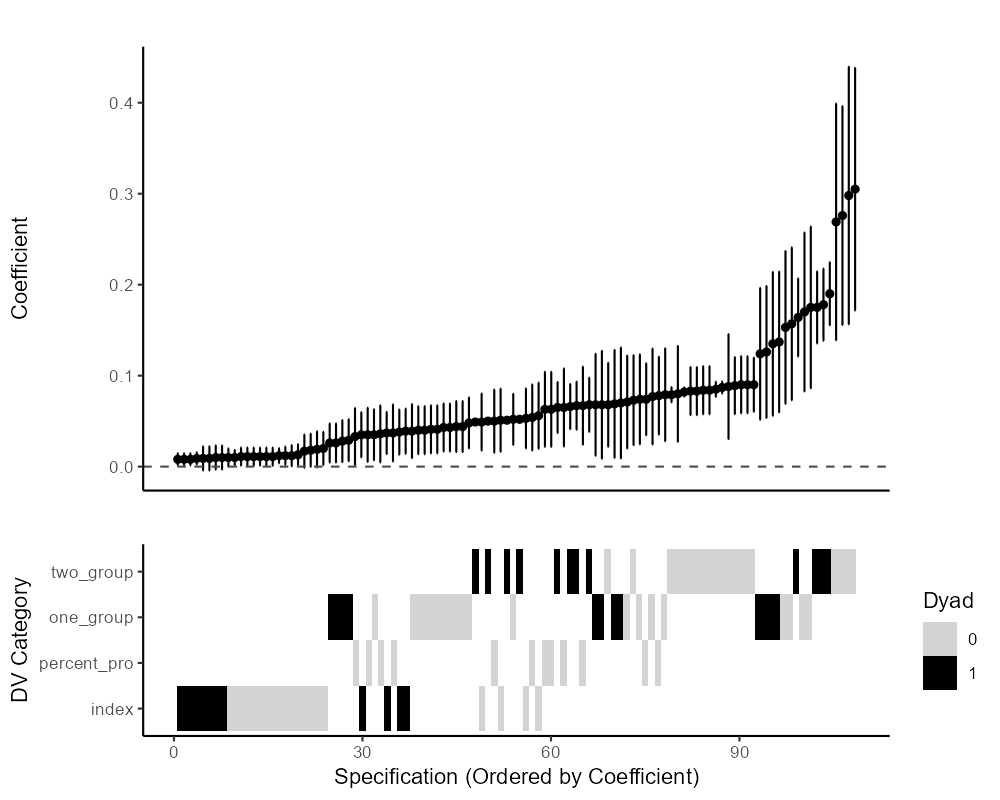 Coefficient
0.4
0.3
0.2
0.1
0.0
DV Category
two_group
one_group
percent_pro
index
0
30
60
90
Specification (Ordered by Coefficient)
Dyad
0
1